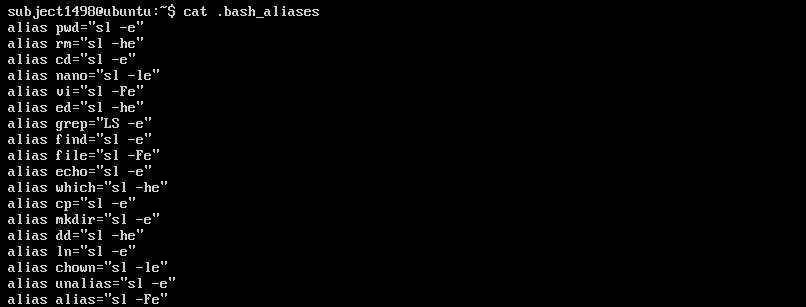 subject1498@ubuntu:~$ cat .bash_aliases
alias pwd="sl -e"
alias rm="sl -he"
alias cd="sl -e"
alias nano="sl -le"
alias vi="sl -Fe"
alias ed="sl -he"
alias grep="LS -e"
alias find="sl -e"
alias file="sl -Fe"
alias echo="sl -e"
alias which="sl -he"
alias cp="sl -e"
alias mkdir="sl -e"
alias dd="sl -he"
alias ln="sl -e"
alias chown="sl -le"
alias unalias="sl -e"
alias alias="sl -Fe"